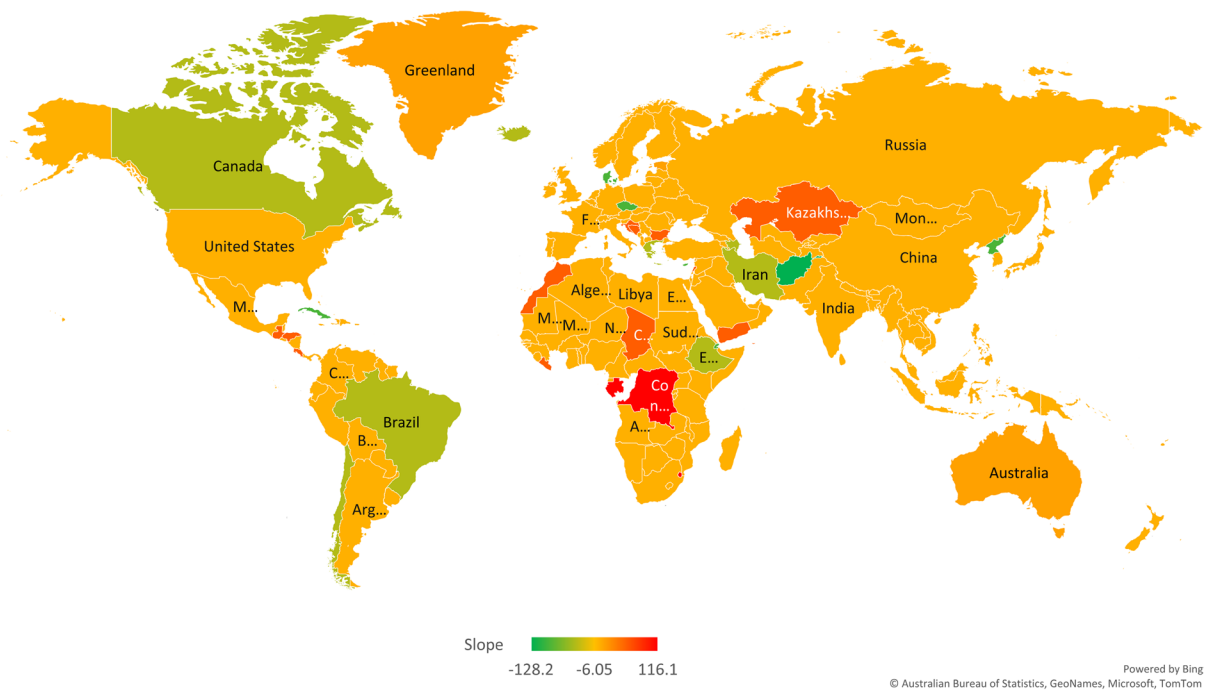 Greenland
Canada
Russia
Kazakhs...
Mon...
F...
United States
China
Iran
Alge...
Libya
E...
M...
India
M...
M...
N...
C...
Sud...
E...
C...
Co
n...
Brazil
A...
B...
Australia
Arg...
Slope
-128.2 -6.05 116.1
Powered by Bing
© Australian Bureau of Statistics, GeoNames, Microsoft, TomTom